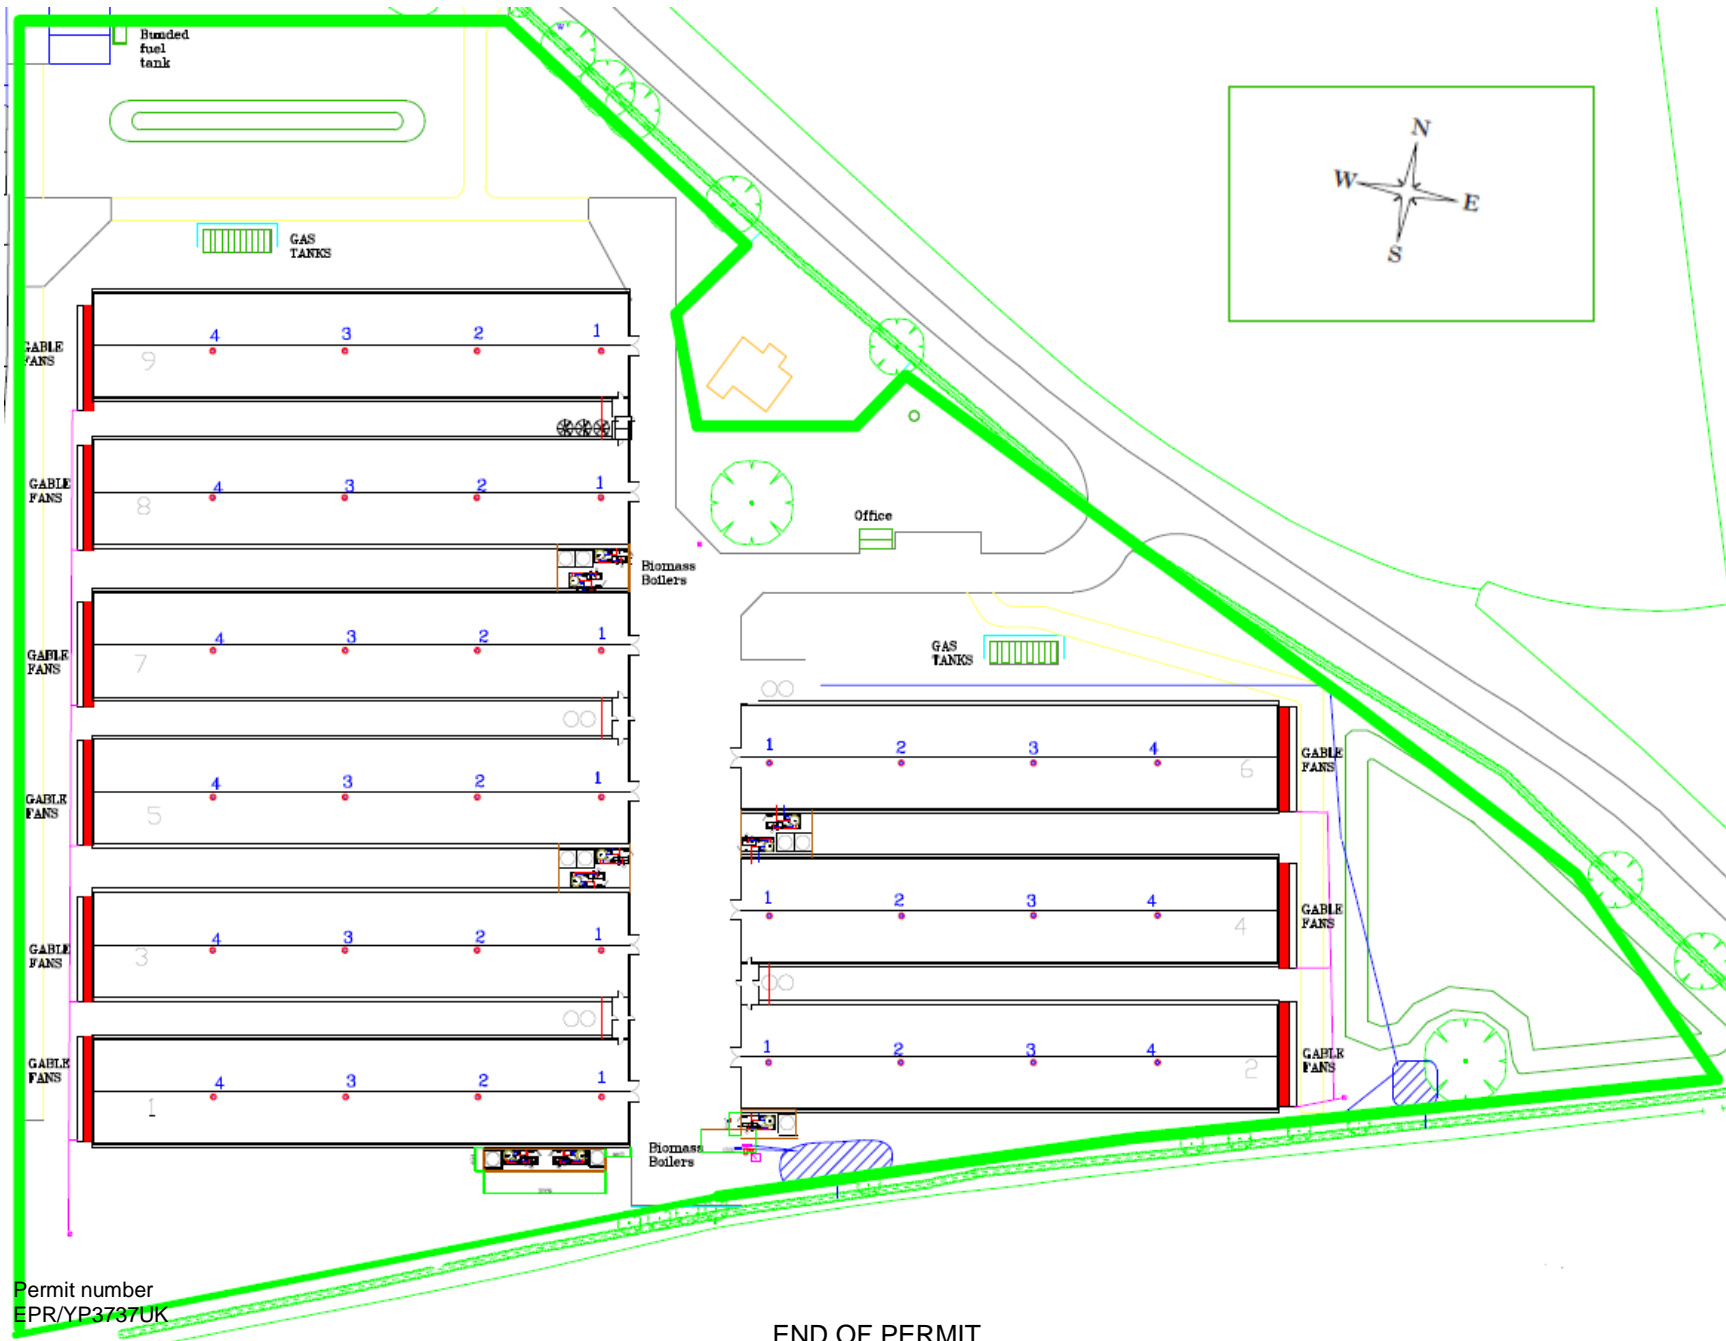 Bunded
fuel
tank
N
W
E
S
GAS
TANKS
GABLE
FANS
4 3 2 1
9
GABLE
FANS
4 3 2 1
8
Office
Biomass
Boilers
GABLE
FANS
4 3 2 1
7
GAS
TANKS
GABLE
FANS
4 3 2 1
5
1 2 3 4
6
GABLE
FANS
GABLE
FANS
4 3 2 1
3
1 2 3 4
4
GABLE
FANS
GABLE
FANS
4 3 2 1
1
1 2 3 4
2
GABLE
FANS
Biomass
Boilers
Permit number
EPR/YP3737UK
END OF PERMIT